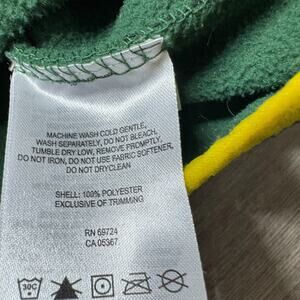 MACHINE WASH COLD GENTLE,
WASH SEPARATELY, DO NOT BLEACH,
TUMBLE DRY LOW, REMOVE PROMPTLY,
DO NOT IRON, DO NOT USE FABRIC SOFTENER,
DO NOT DRYCLEAN
SHELL: 100% POLYESTER
EXCLUSIVE OF TRIMMING
RN 69724
CA 05367
30C